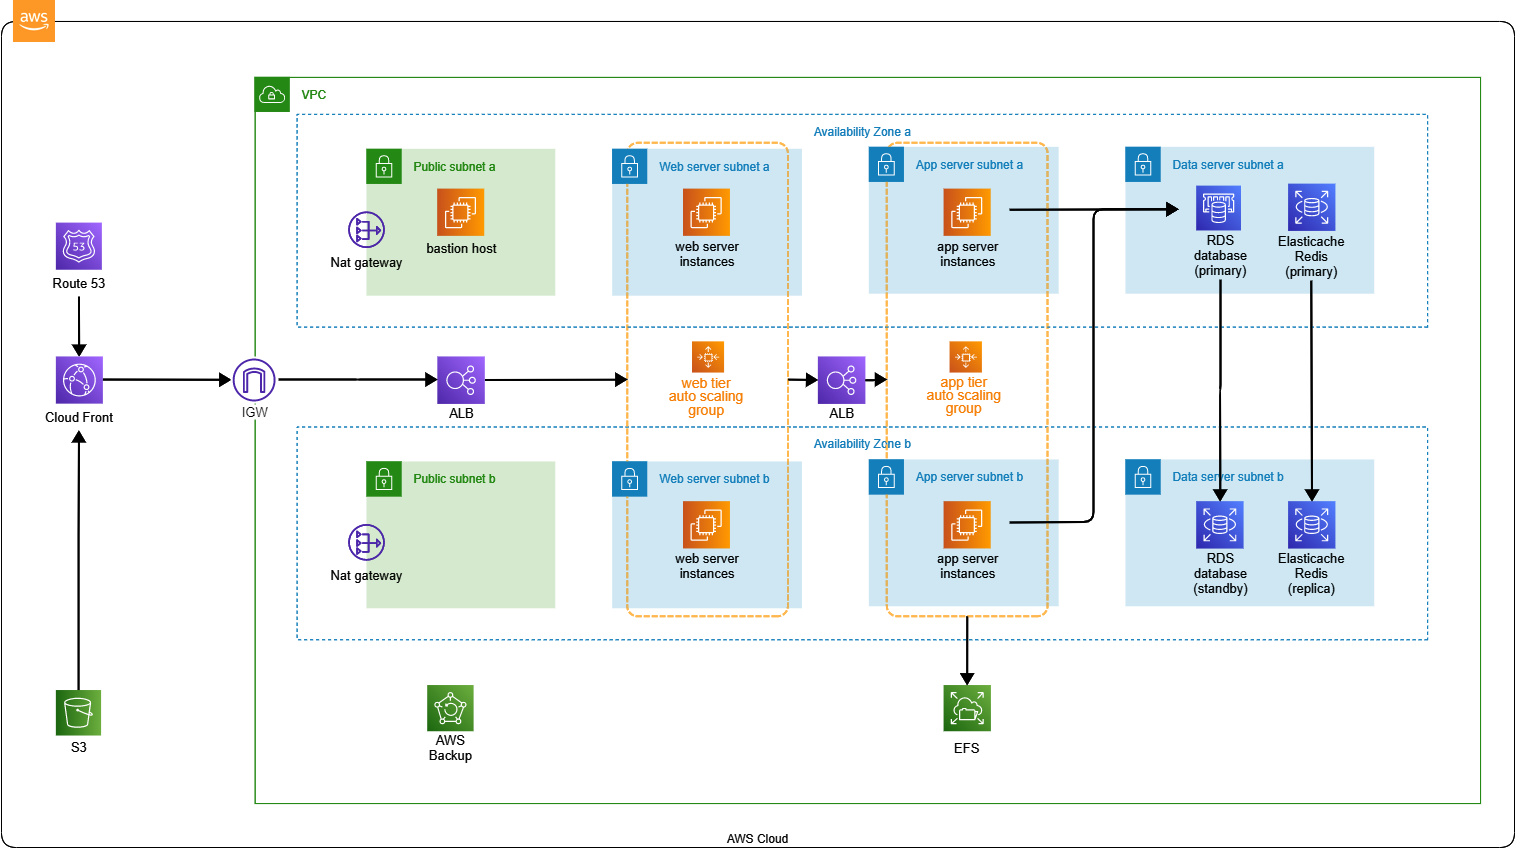 aws
VPC
Availability Zone a
Public subnet a
Web server subnet a
App server subnet a
Data server subnet a
bastion host
Nat gateway
web server
instances
app server
instances
RDS
database
(primary)
Elasticache
Redis
(primary)
53
Route 53
Cloud Front
IGW
ALB
web tier
auto scaling
group
ALB
app tier
auto scaling
group
Availability Zone b
Public subnet b
Web server subnet b
App server subnet b
Data server subnet b
Nat gateway
web server
instances
app server
instances
RDS
database
(standby)
Elasticache
Redis
(replica)
S3
AWS
Backup
EFS
AWS Cloud